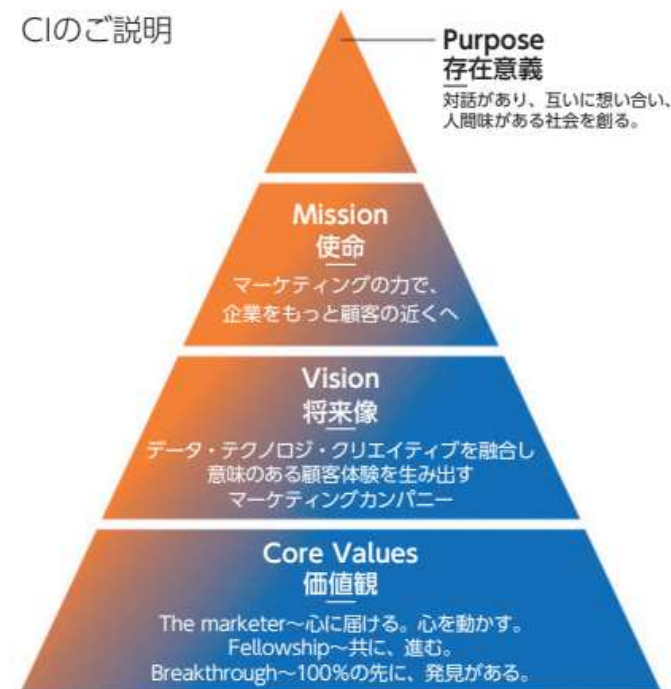 CIのご説明
Purpose
存在意義
対話があり、互いに想い合い、
人間味がある社会を創る。
Mission
使命
マーケティングの力で、
企業をもっと顧客の近くへ
Vision
将来像
データ・テクノロジ・クリエイティブを融合し
意味のある顧客体験を生み出す
マーケティングカンパニー
Core Values
価値観
The marketer～心に届ける。心を動かす。
Fellowship～共に、進む。
Breakthrough～100%の先に、発見がある。